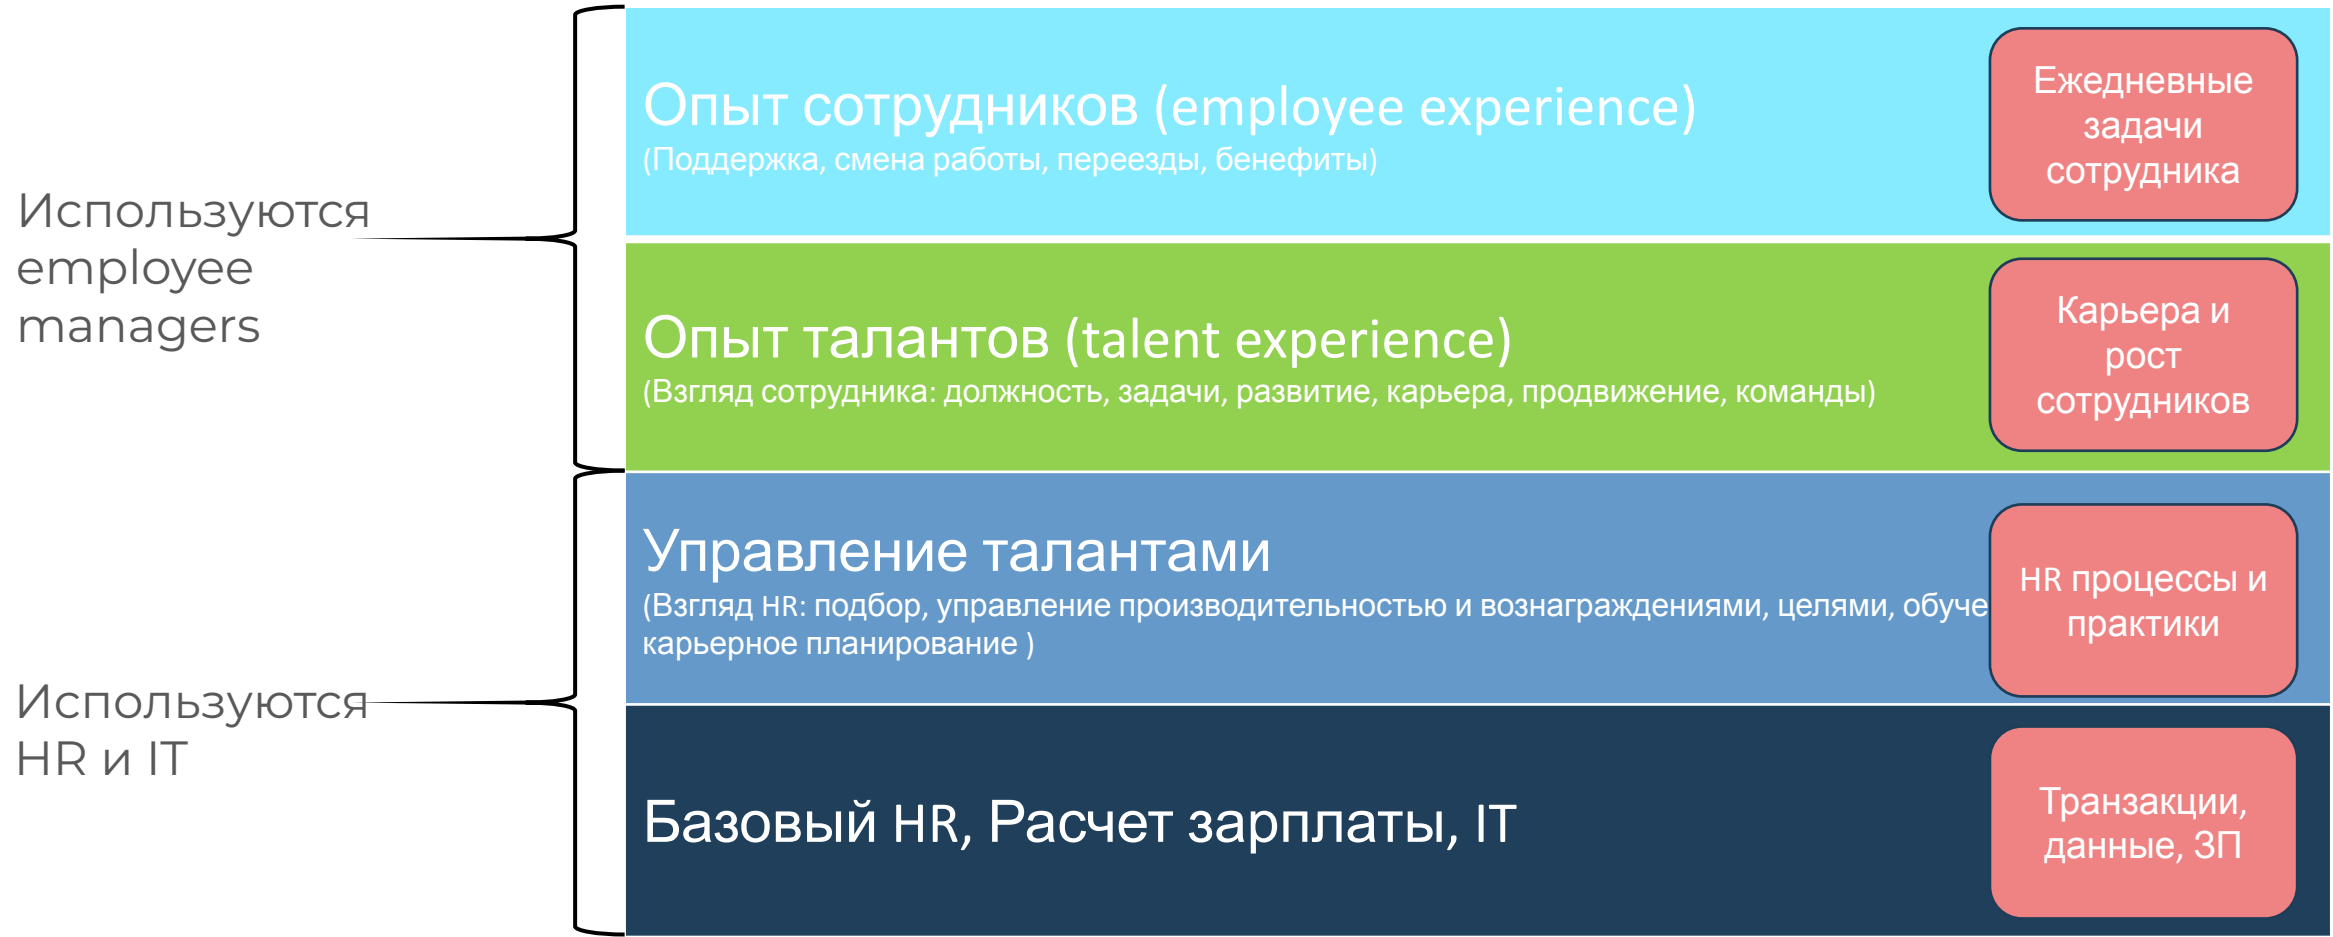 Используются
employee
managers
Опыт сотрудников (employee experience)
(Поддержка, смена работы, переезды, бенефиты)
Ежедневные
задачи
сотрудника
Опыт талантов (talent experience)
(Взгляд сотрудника: должность, задачи, развитие, карьера, продвижение, команды)
Карьера и
рост
сотрудников
Управление талантами
(Взгляд HR: подбор, управление производительностью и вознаграждениями, целями, обуче
карьерное планирование )
HR процессы и
практики
Используются
HR и IT
Базовый HR, Расчет зарплаты, IT
Транзакции,
данные, ЗП